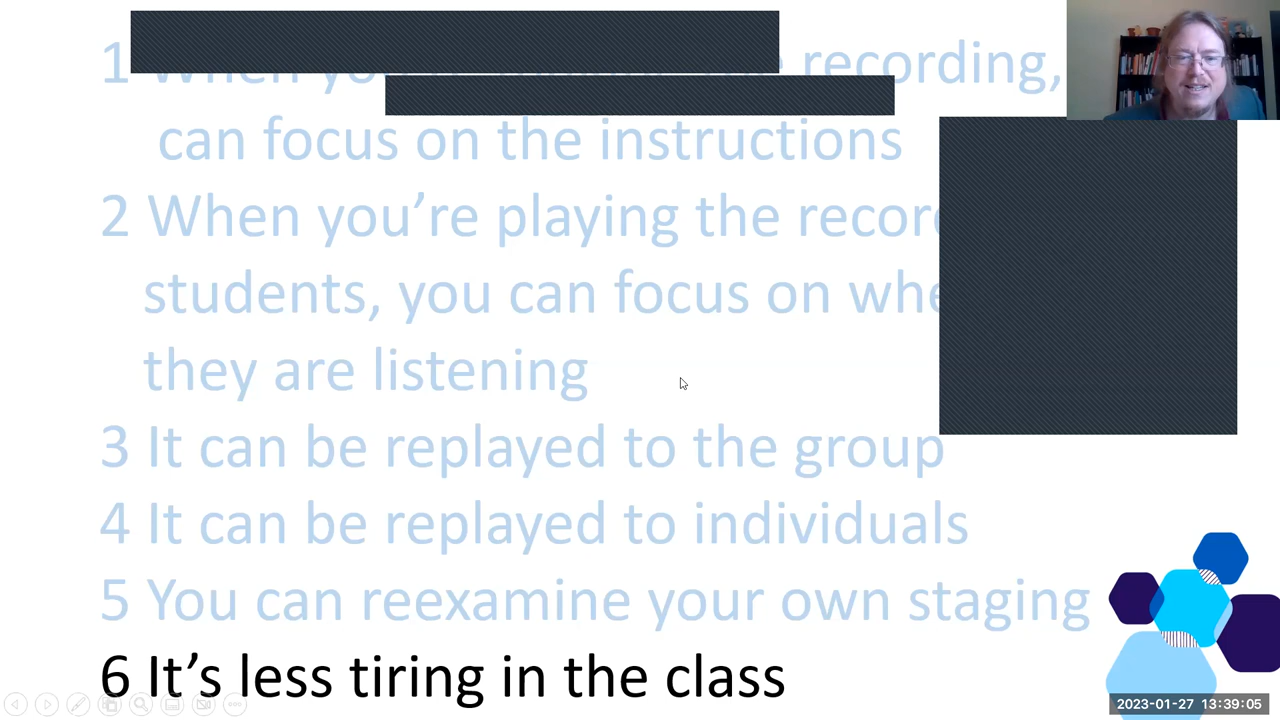 1 recording,
can focus on the instructions
2 When you're playing the
students, you can focus on
they are listening
3 It can be replayed to the group
4 It can be replayed to individuals
5 You can reexamine your own staging
6 It's less tiring in the class
2023-01-27 13:39:05